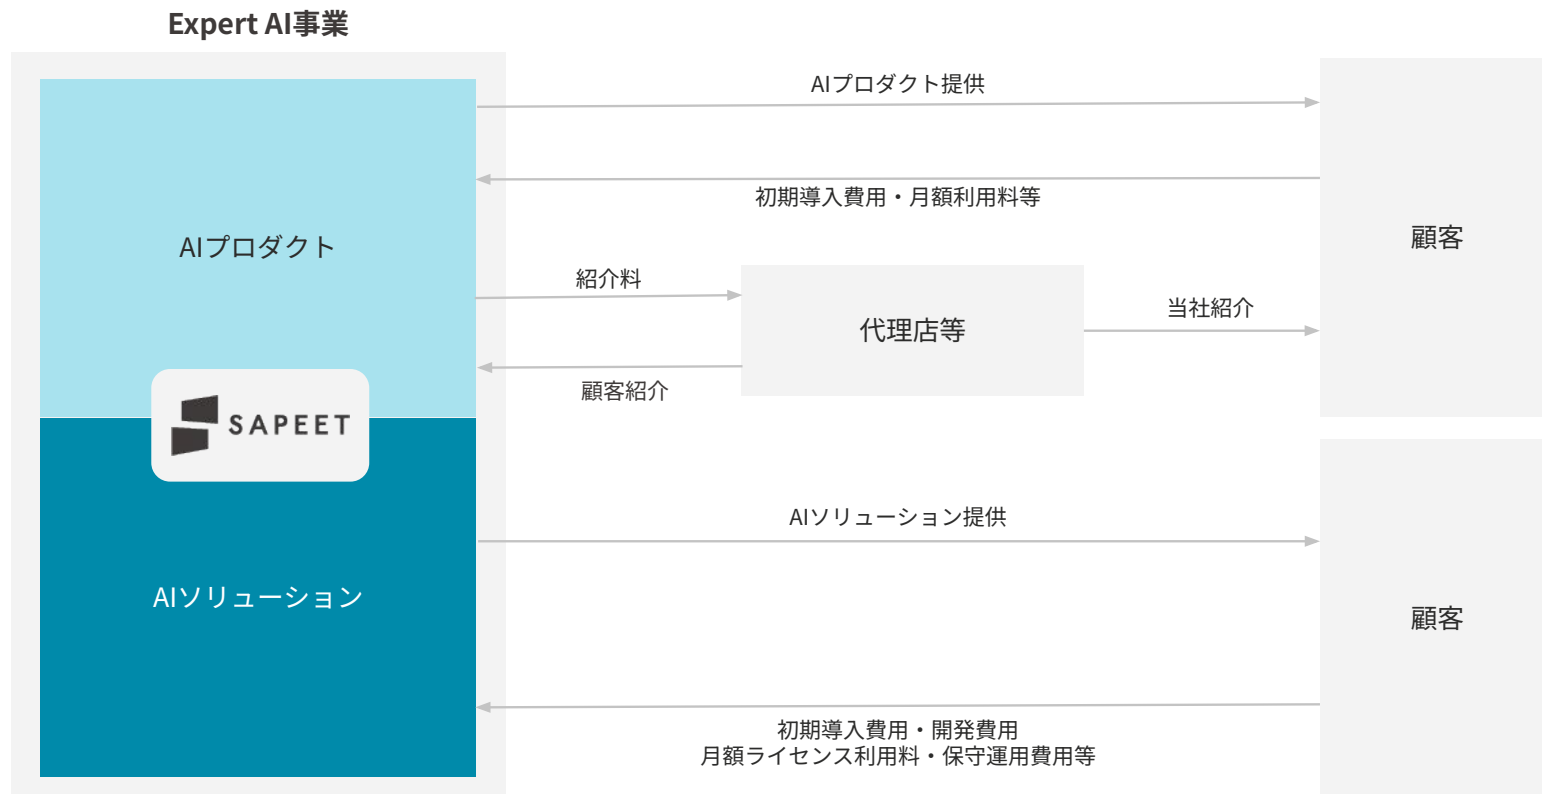 Expert AI事業
AIプロダクト提供
初期導入費用・月額利用料等
AIプロダクト
顧客
紹介料
代理店等
当社紹介
顧客紹介
SAPEET
AIソリューション提供
AIソリューション
顧客
初期導入費用・開発費用
月額ライセンス利用料・保守運用費用等